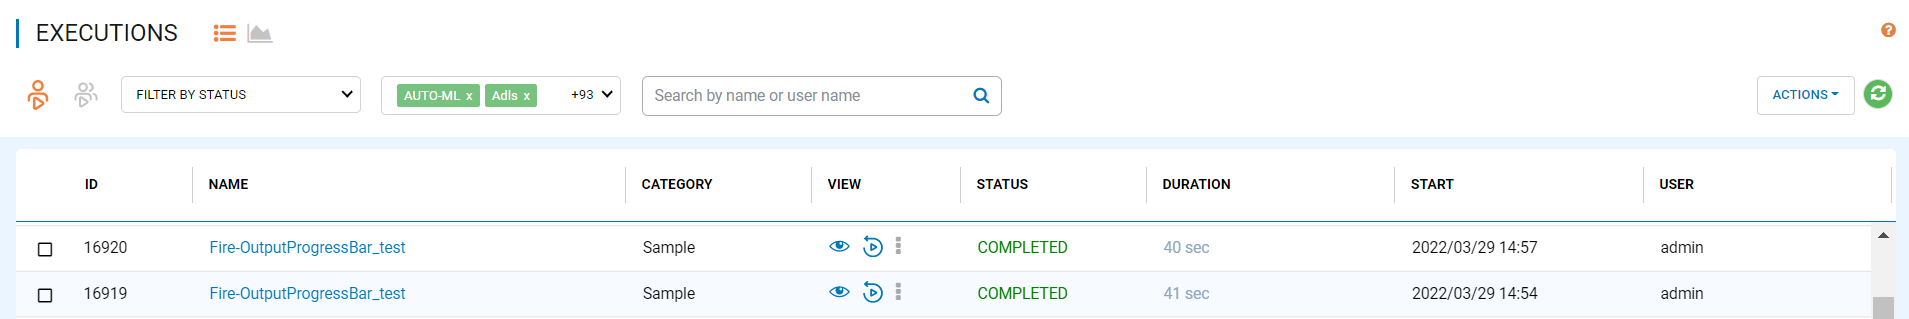 EXECUTIONS
?
FILTER BY STATUS AUTO-ML x Adls x +93 Search by name or user name ACTIONS
ID NAME CATEGORY VIEW STATUS DURATION START USER
16920 Fire-OutputProgressBar_test Sample COMPLETED 40 sec 2022/03/29 14:57 admin
16919 Fire-OutputProgressBar_test Sample COMPLETED 41 sec 2022/03/29 14:54 admin